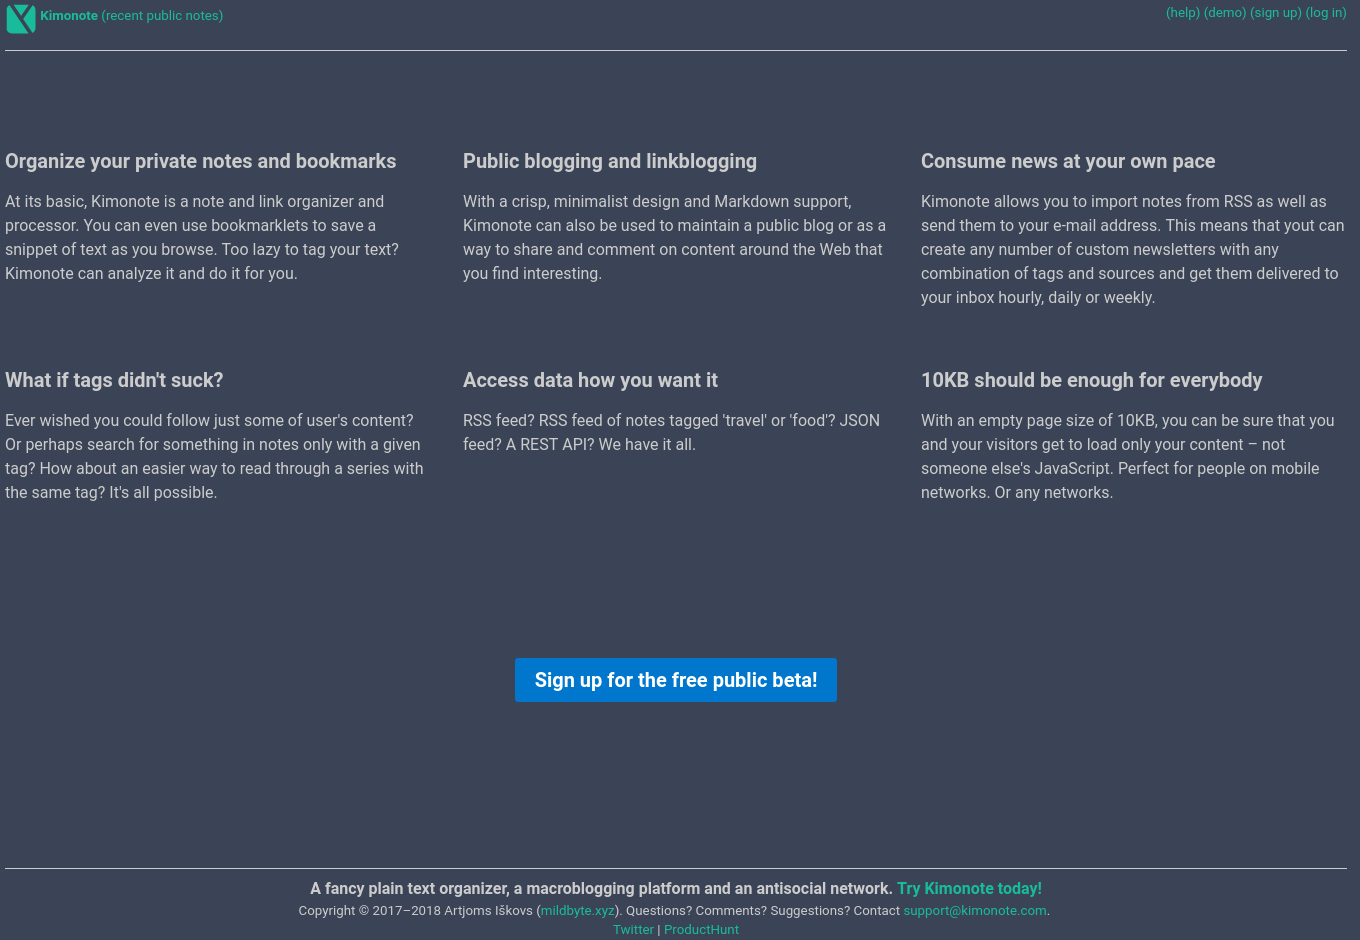 Kimonote (recent public notes)
(help) (demo) (sign up) (log in)
Organize your private notes and bookmarks
At its basic, Kimonote is a note and link organizer and
processor. You can even use bookmarklets to save a
snippet of text as you browse. Too lazy to tag your text?
Kimonote can analyze it and do it for you.
Public blogging and linkblogging
With a crisp, minimalist design and Markdown support,
Kimonote can also be used to maintain a public blog or as a
way to share and comment on content around the Web that
you find interesting.
Consume news at your own pace
Kimonote allows you to import notes from RSS as well as
send them to your e-mail address. This means that yout can
create any number of custom newsletters with any
combination of tags and sources and get them delivered to
your inbox hourly, daily or weekly.
What if tags didn't suck?
Ever wished you could follow just some of user's content?
Or perhaps search for something in notes only with a given
tag? How about an easier way to read through a series with
the same tag? It's all possible.
Access data how you want it
RSS feed? RSS feed of notes tagged 'travel' or 'food'? JSON
feed? A REST API? We have it all.
10KB should be enough for everybody
With an empty page size of 10KB, you can be sure that you
and your visitors get to load only your content – not
someone else's JavaScript. Perfect for people on mobile
networks. Or any networks.
Sign up for the free public beta!
A fancy plain text organizer, a macroblogging platform and an antisocial network. Try Kimonote today!
Copyright © 2017–2018 Artjoms Iškovs (mildbyte.xyz). Questions? Comments? Suggestions? Contact support@kimonote.com.
Twitter | ProductHunt